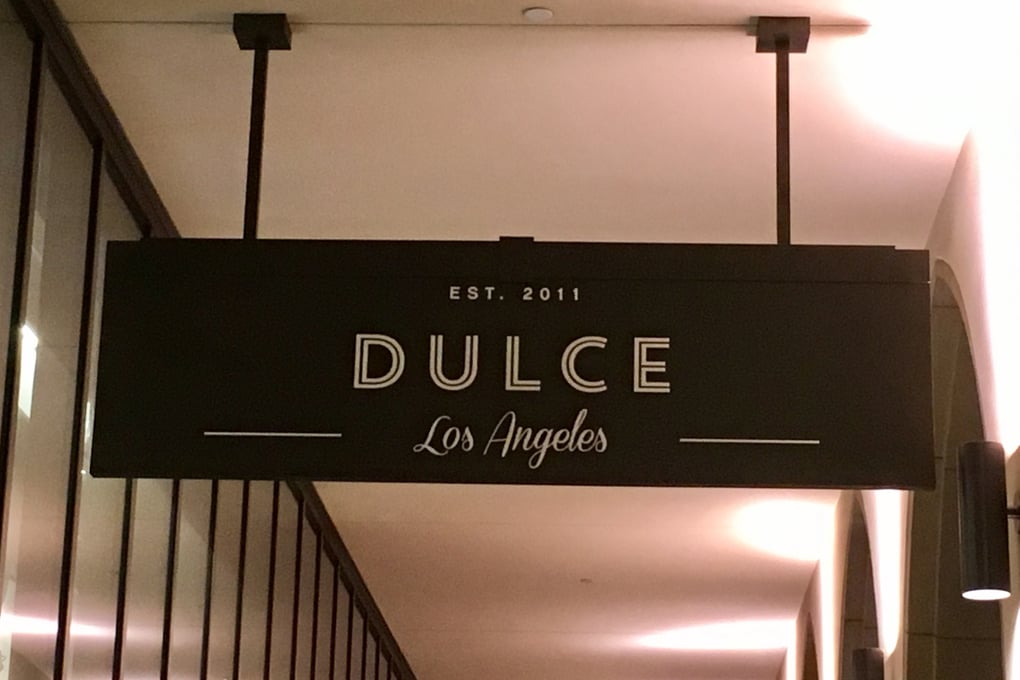 EST. 2011
DULCE
Los Angeles